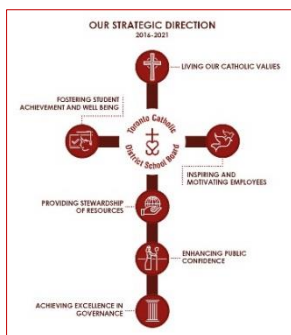 OUR STRATEGIC DIRECTION
2016-2021
LIVING OUR CATHOLIC VALUES
FOSTERING STUDENT
ACHIEVEMENT AND WELL BEING
Toronto Catholic
District School Board
INSPIRING AND
MOTIVATING EMPLOYEES
PROVIDING STEWARDSHIP
OF RESOURCES
ENHANCING PUBLIC
CONFIDENCE
ACHIEVING EXCELLENCE IN
GOVERNANCE